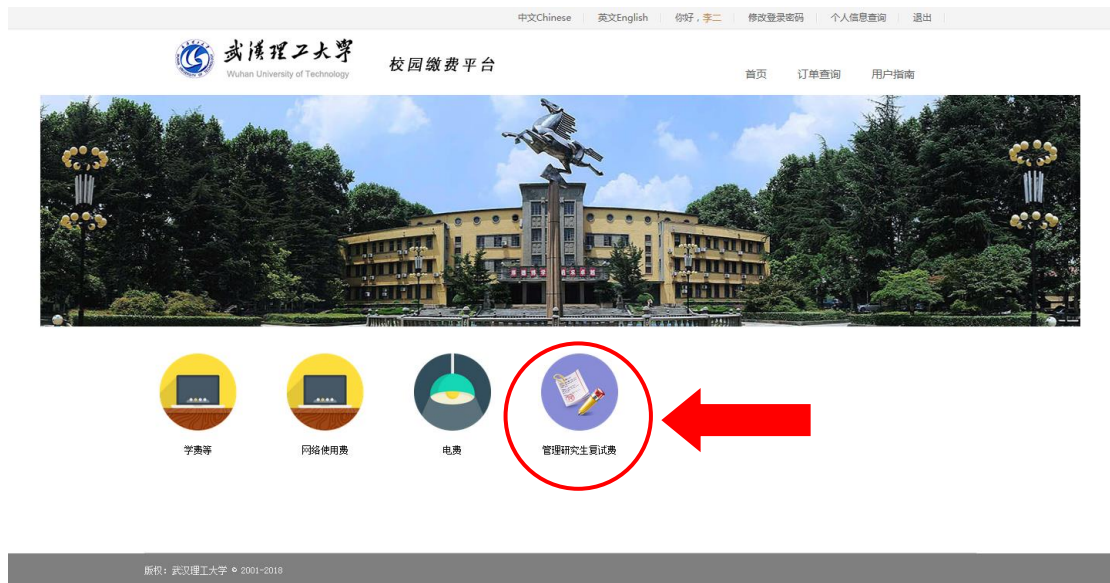 中文Chinese 英文English 你好，李二 修改登录密码 个人信息查询 退出
武汉理工大学
Wuhan University of Technology
校园缴费平台
首页 订单查询 用户指南
学费等 网络使用费 电费 管理研究生复试费
版权：武汉理工大学 © 2001-2018